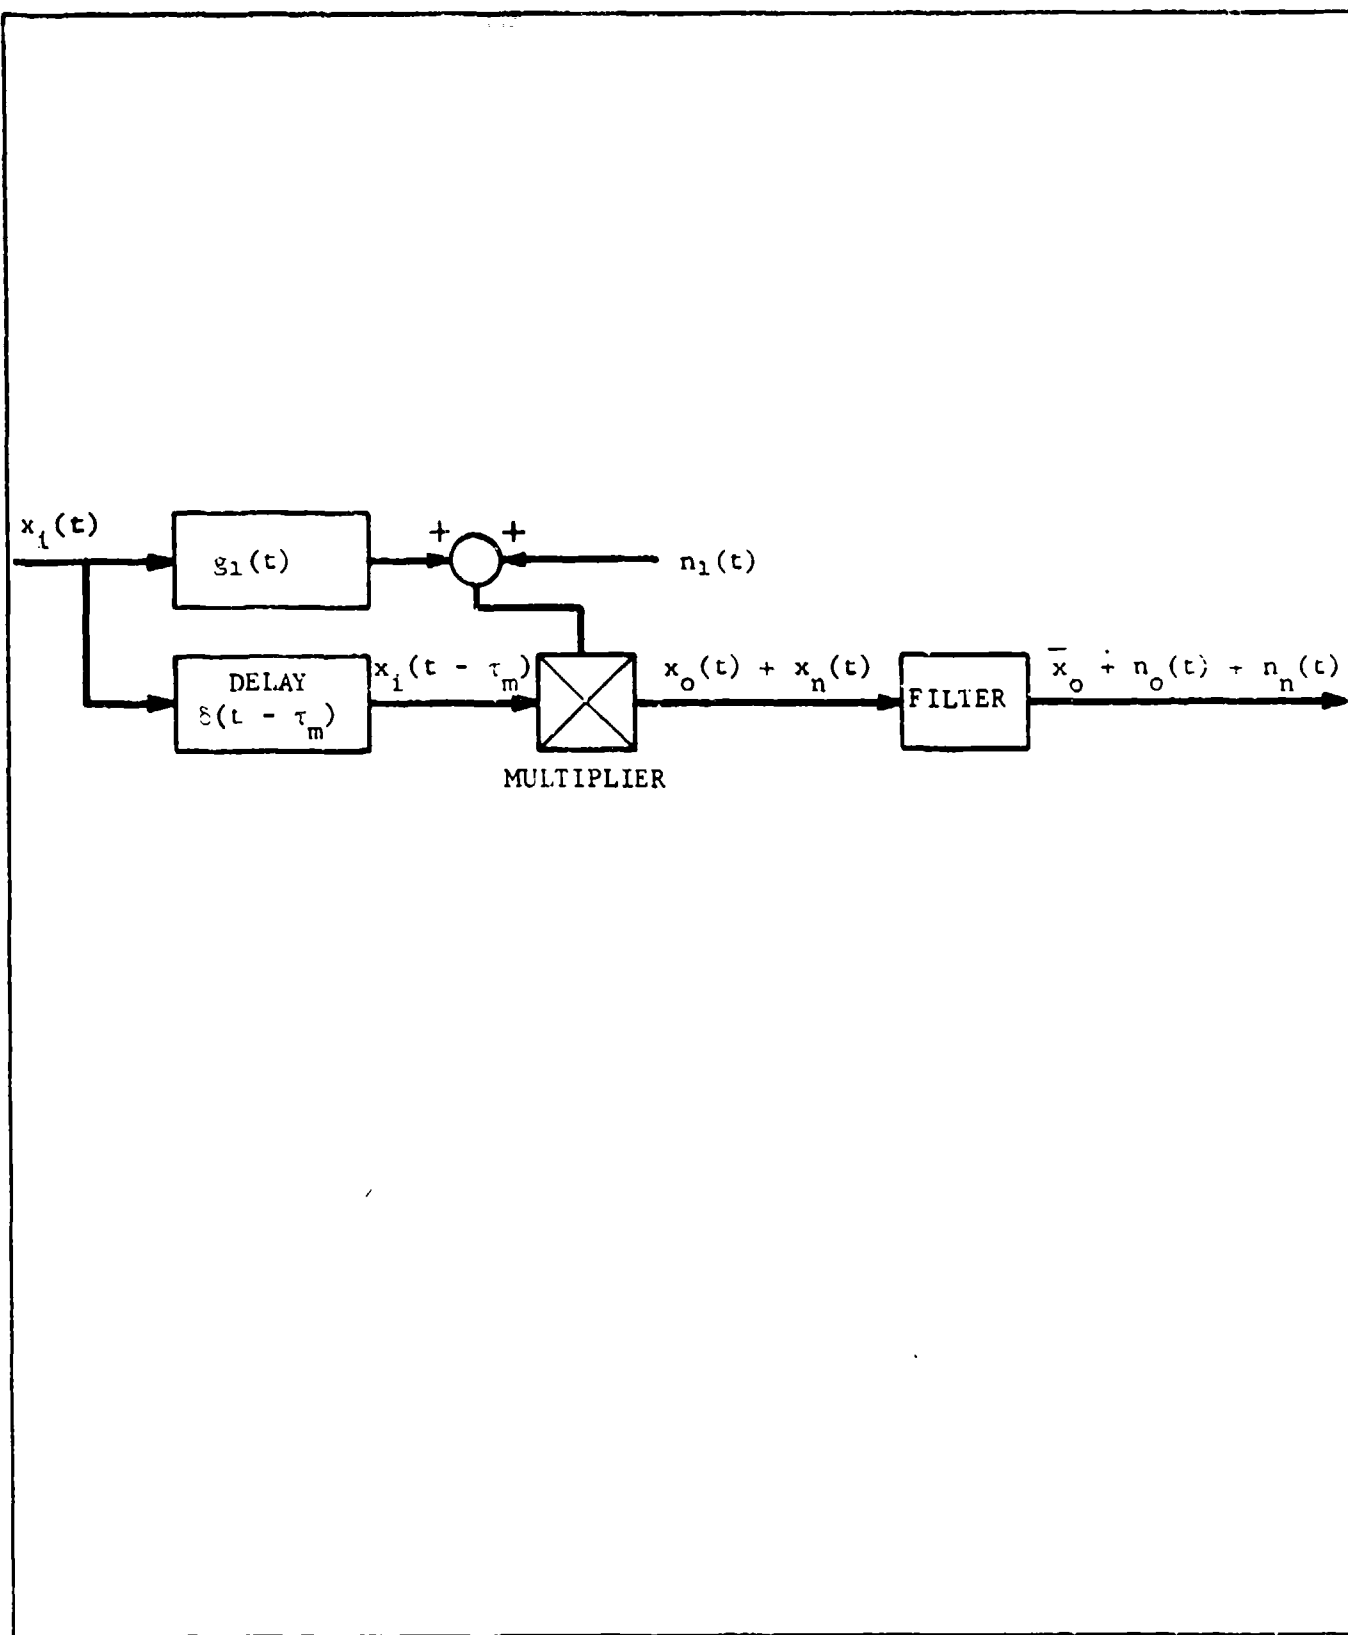 x_i(t)
+ +
g_1(t)
n_1(t)
DELAY
δ(t - τ_m)
x_i(t - τ_m)
x_o(t) + x_n(t)
FILTER
x̄_o + n_o(t) + n_n(t)
MULTIPLIER